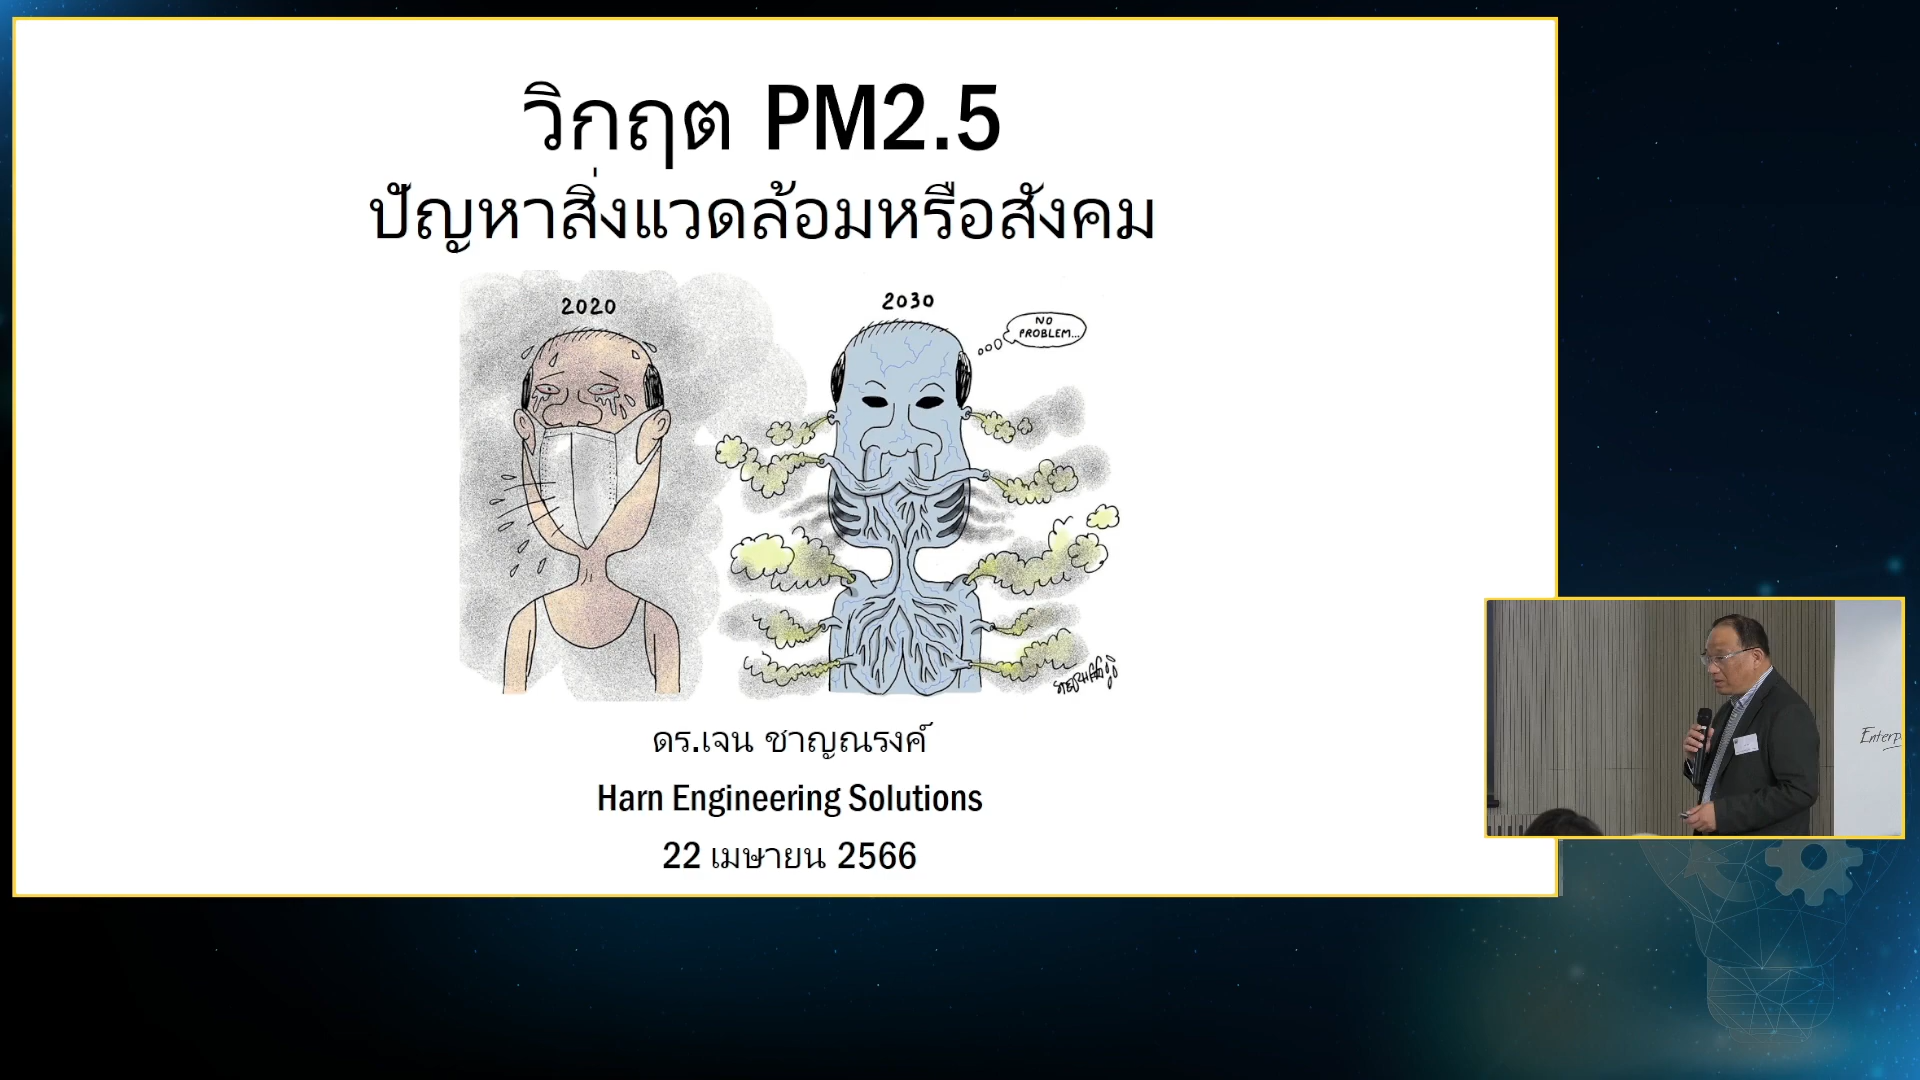 วิกฤต PM2.5
ปัญหาสิ่งแวดล้อมหรือสังคม
2020
2030
NO
PROBLEM...
ดร.เจน ชาญณรงค์
Harn Engineering Solutions
22 เมษายน 2566
Enterp